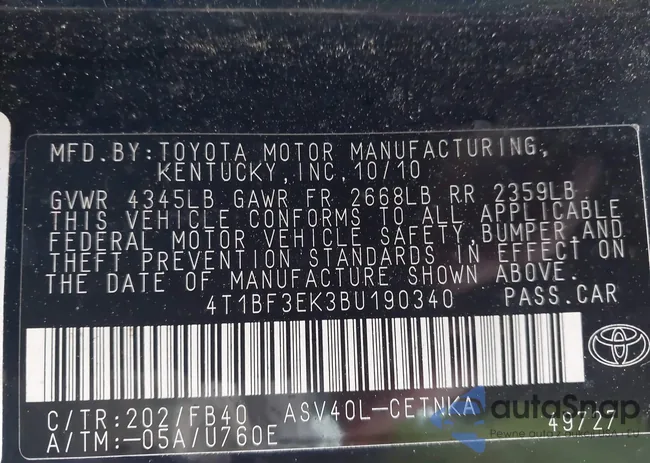 MFD.BY:TOYOTA MOTOR MANUFACTURING,
KENTUCKY,INC.10/10
GVWR 4345LB GAWR FR 2668LB RR 2359LB
THIS VEHICLE CONFORMS TO ALL APPLICABLE
FEDERAL MOTOR VEHICLE SAFETY,BUMPER AND
THEFT PREVENTION STANDARDS IN EFFECT ON
THE DATE OF MANUFACTURE SHOWN ABOVE.
4T1BF3EK3BU190340 PASS.CAR
C/TR:202/FB40 ASV40L-CETNKA 49727
A/TM:-05A/U760E
autoSnap
Pewne auta z